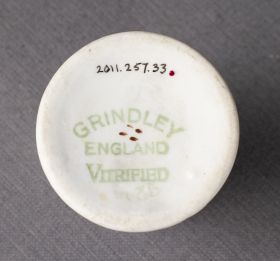 2011.257.33
GRINDLEY
ENGLAND
VITRIFIED